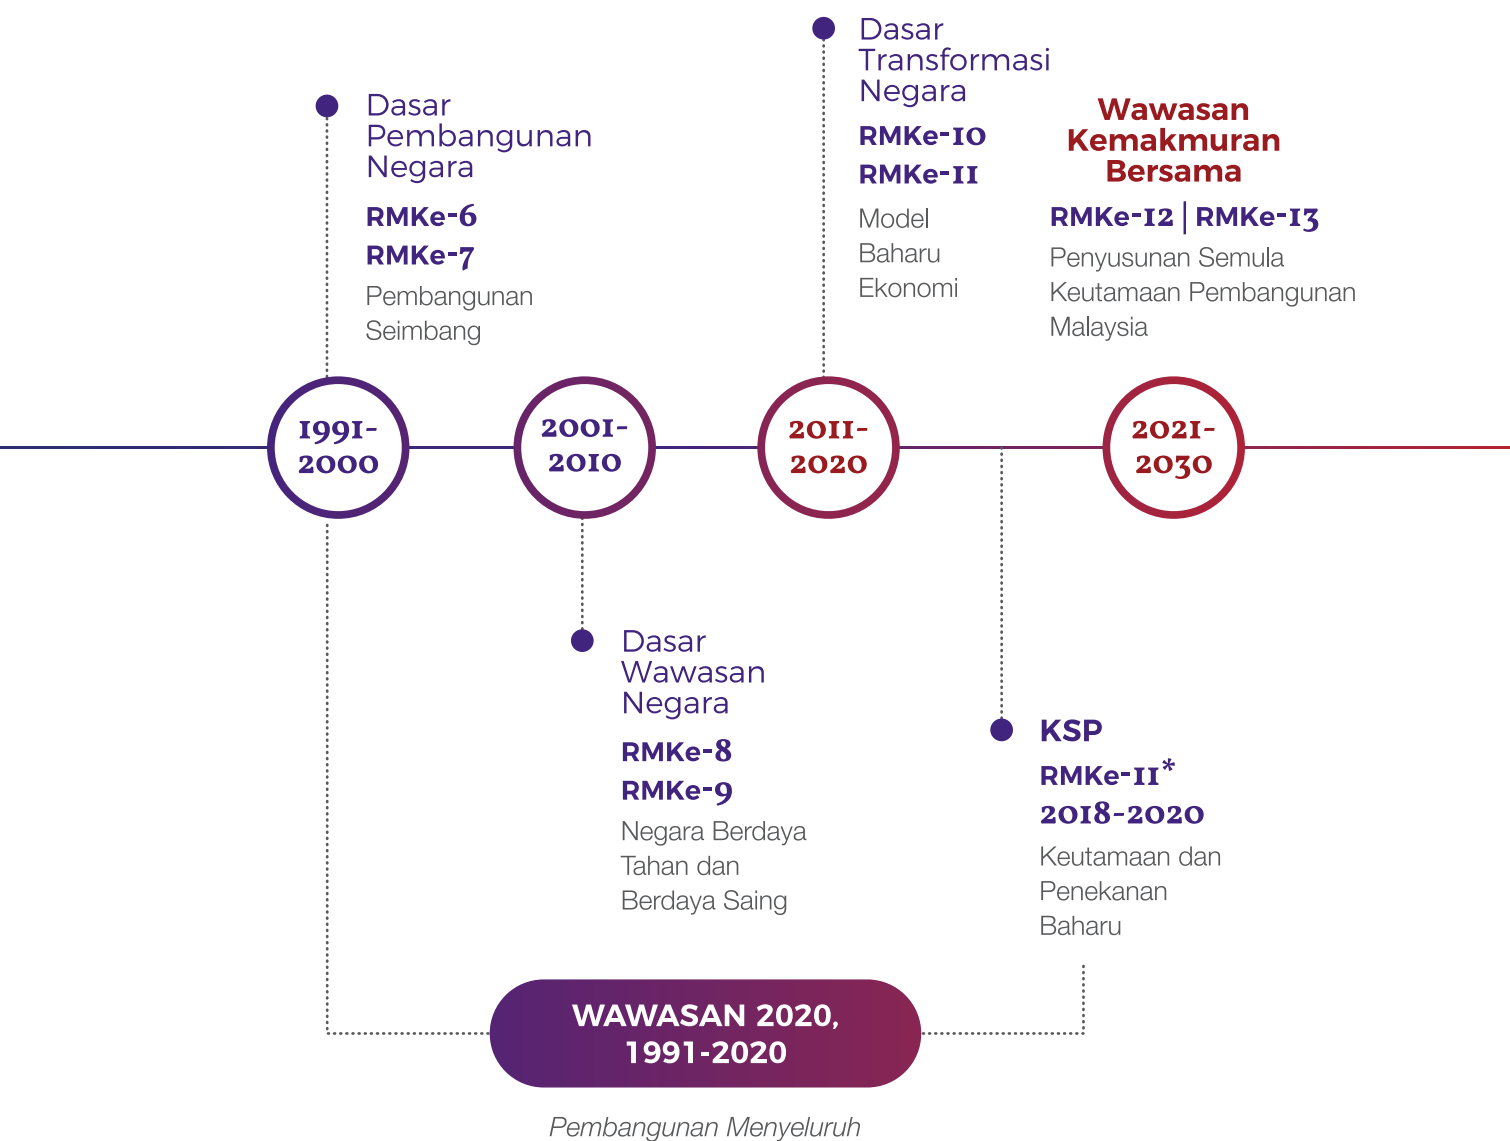 Dasar
Pembangunan
Negara
RMKe-6
RMKe-7
Pembangunan
Seimbang
Dasar
Transformasi
Negara
RMKe-10
RMKe-11
Model
Baharu
Ekonomi
Wawasan
Kemakmuran
Bersama
RMKe-12 | RMKe-13
Penyusunan Semula
Keutamaan Pembangunan
Malaysia
1991-
2000
2001-
2010
2011-
2020
2021-
2030
Dasar
Wawasan
Negara
RMKe-8
RMKe-9
Negara Berdaya
Tahan dan
Berdaya Saing
KSP
RMKe-11*
2018-2020
Keutamaan dan
Penekanan
Baharu
WAWASAN 2020,
1991-2020
Pembangunan Menyeluruh